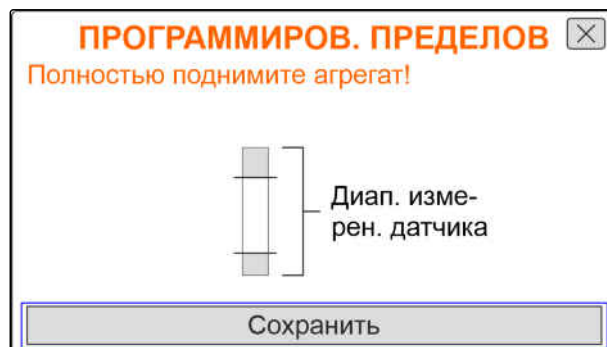 ПРОГРАММИРОВ. ПРЕДЕЛОВ
Полностью поднимите агрегат!
Диап. изме-
рен. датчика
Сохранить